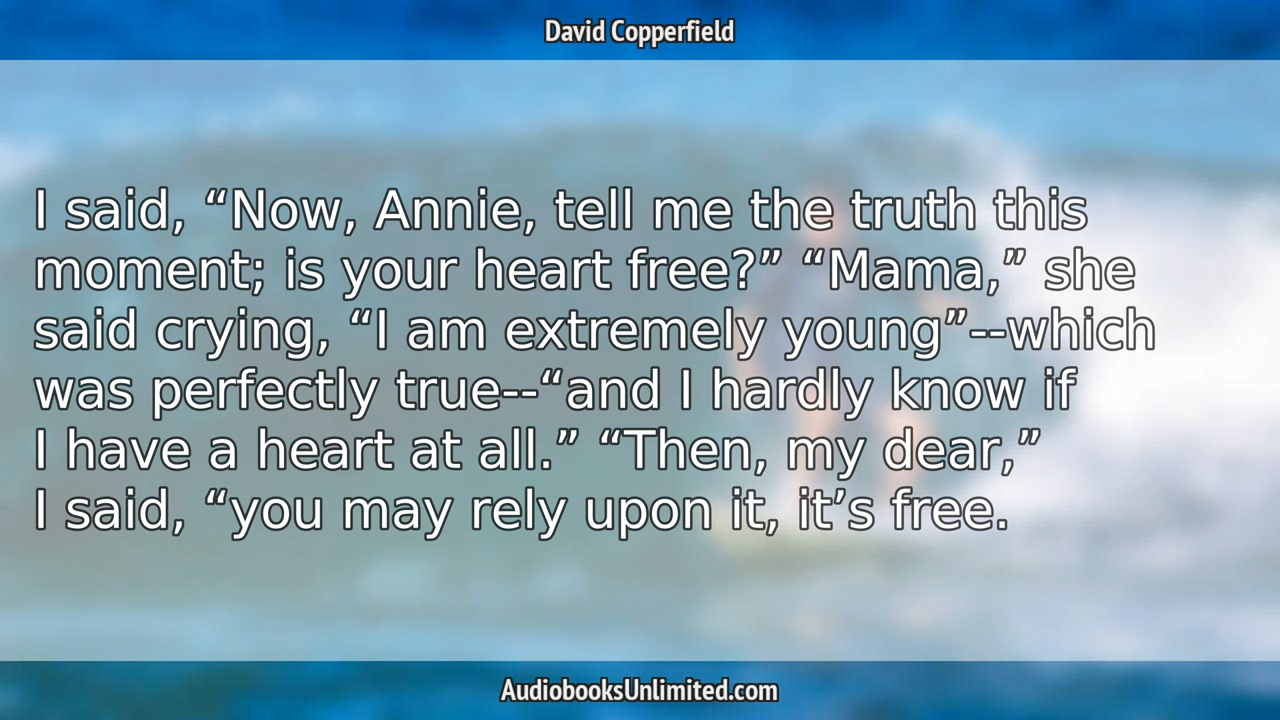 David Copperfield
I said, “Now, Annie, tell me the truth this
moment; is your heart free?” “Mama,” she
said crying, “I am extremely young”--which
was perfectly true--“and I hardly know if
I have a heart at all.” “Then, my dear,”
I said, “you may rely upon it, it’s free.
AudiobooksUnlimited.com